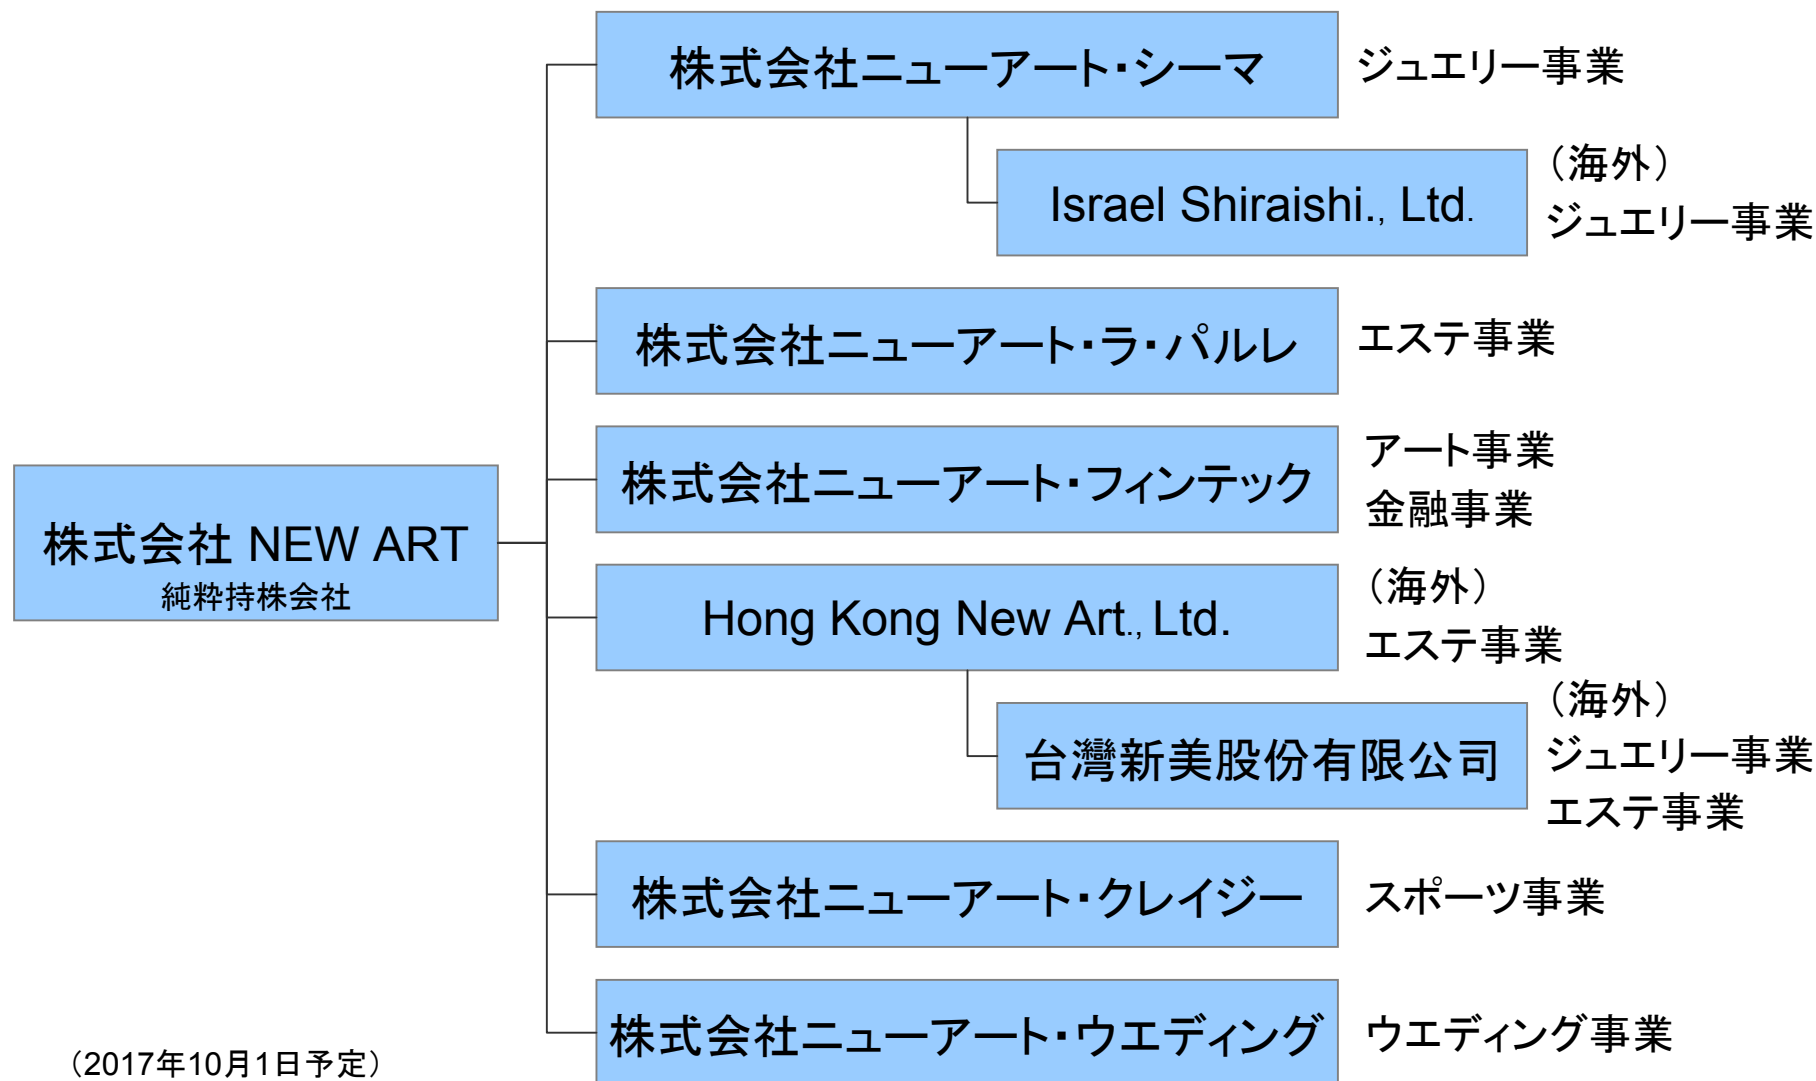 株式会社ニューアート・シーマ
ジュエリー事業
Israel Shiraishi., Ltd.
（海外）
ジュエリー事業
株式会社ニューアート・ラ・パルレ
エステ事業
株式会社ニューアート・フィンテック
アート事業
金融事業
株式会社 NEW ART
純粋持株会社
Hong Kong New Art., Ltd.
（海外）
エステ事業
台灣新美股份有限公司
（海外）
ジュエリー事業
エステ事業
株式会社ニューアート・クレイジー
スポーツ事業
株式会社ニューアート・ウエディング
ウエディング事業
（2017年10月1日予定）